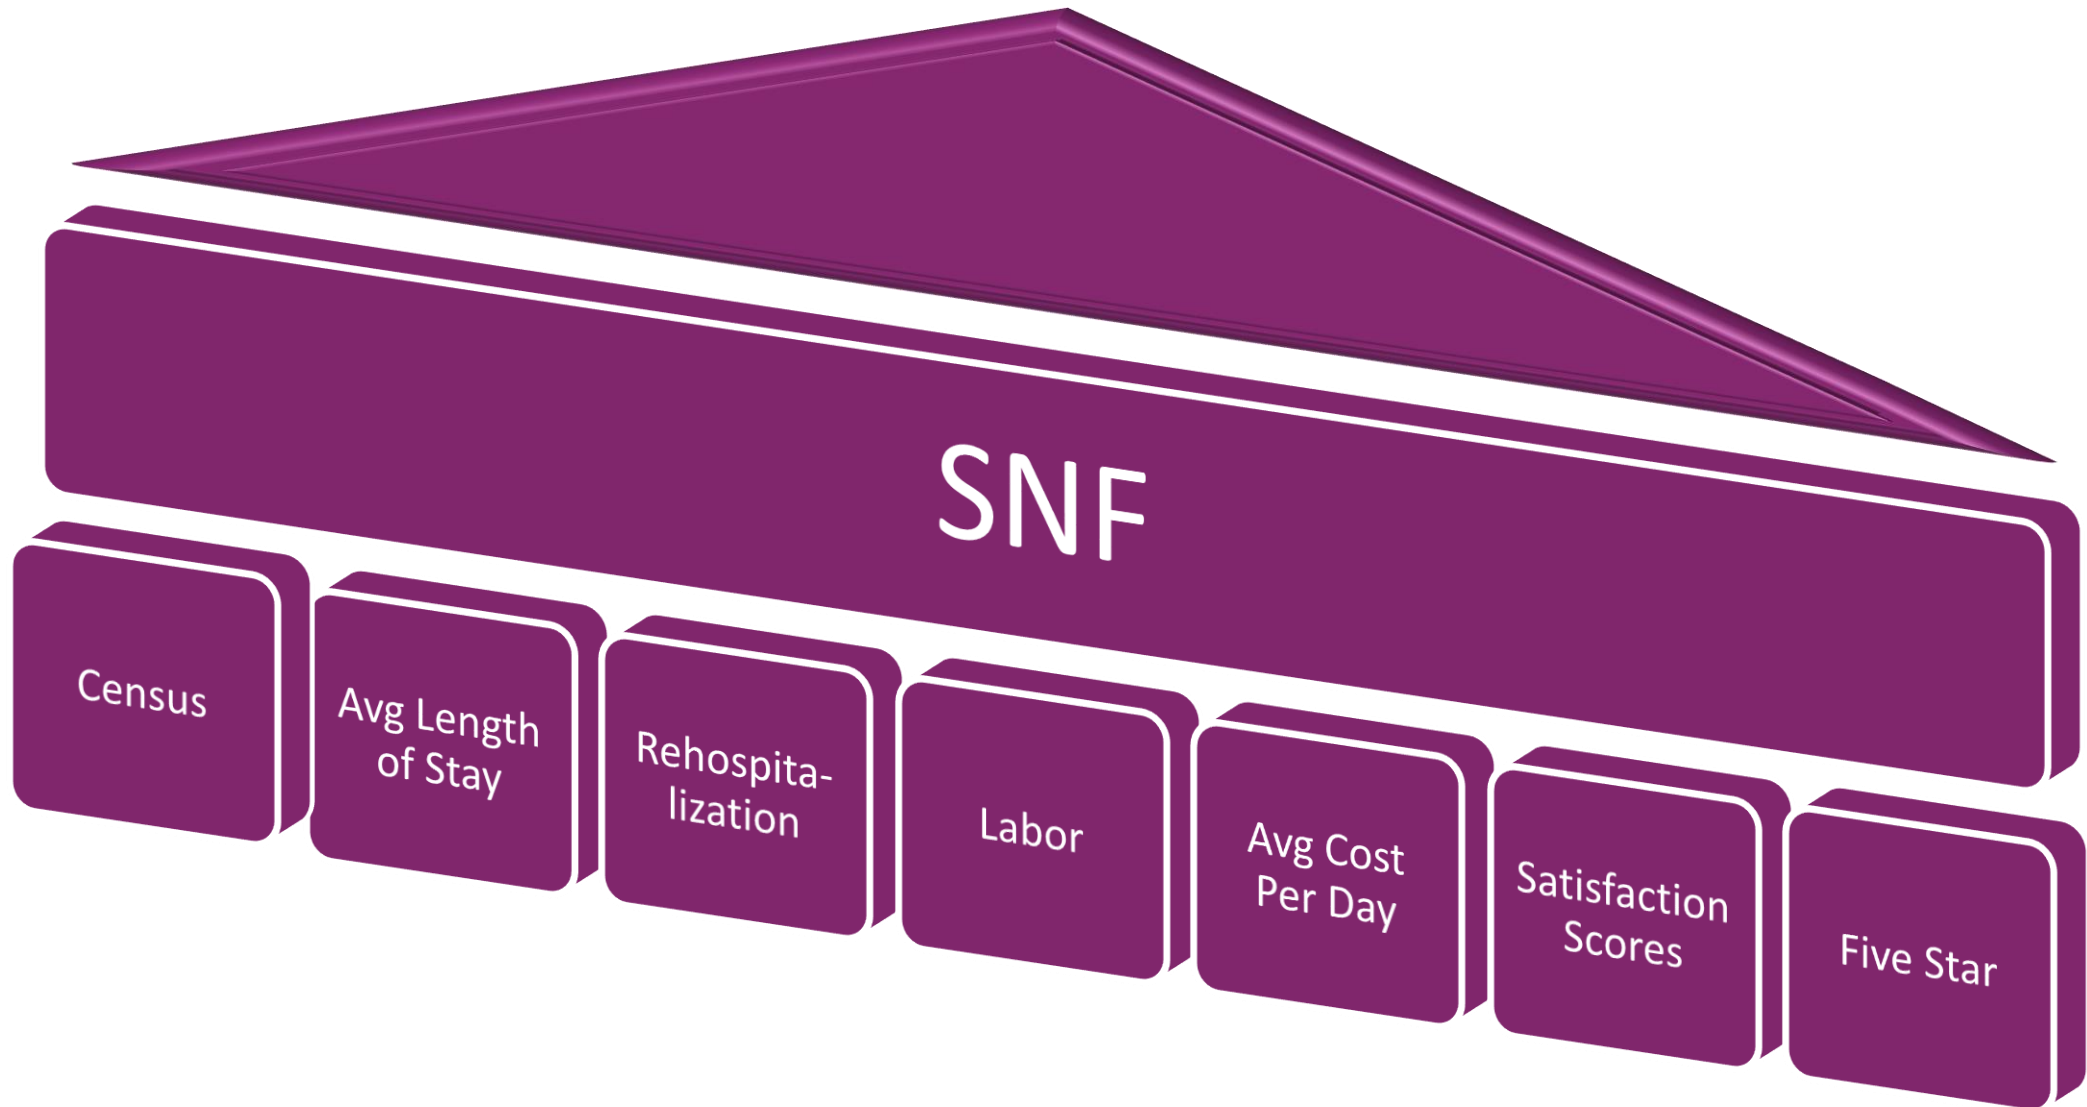 SNF
Census
Avg Length
of Stay
Rehospita-
lization
Labor
Avg Cost
Per Day
Satisfaction
Scores
Five Star